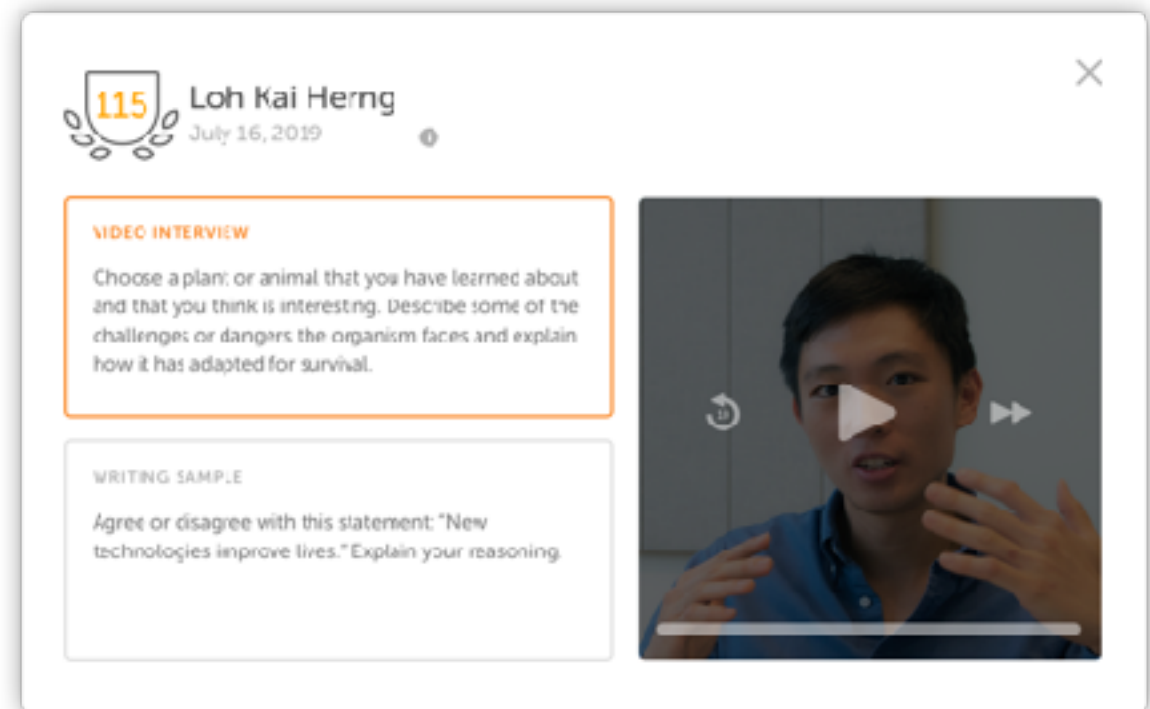 115
Loh Kai Herng
July 16, 2019
VIDEO INTERVIEW
Choose a plant or animal that you have learned about
and that you think is interesting. Describe some of the
challenges or dangers the organism faces and explain
how it has adapted for survival.
WRITING SAMPLE
Agree or disagree with this statement: "New
technologies improve lives." Explain your reasoning.